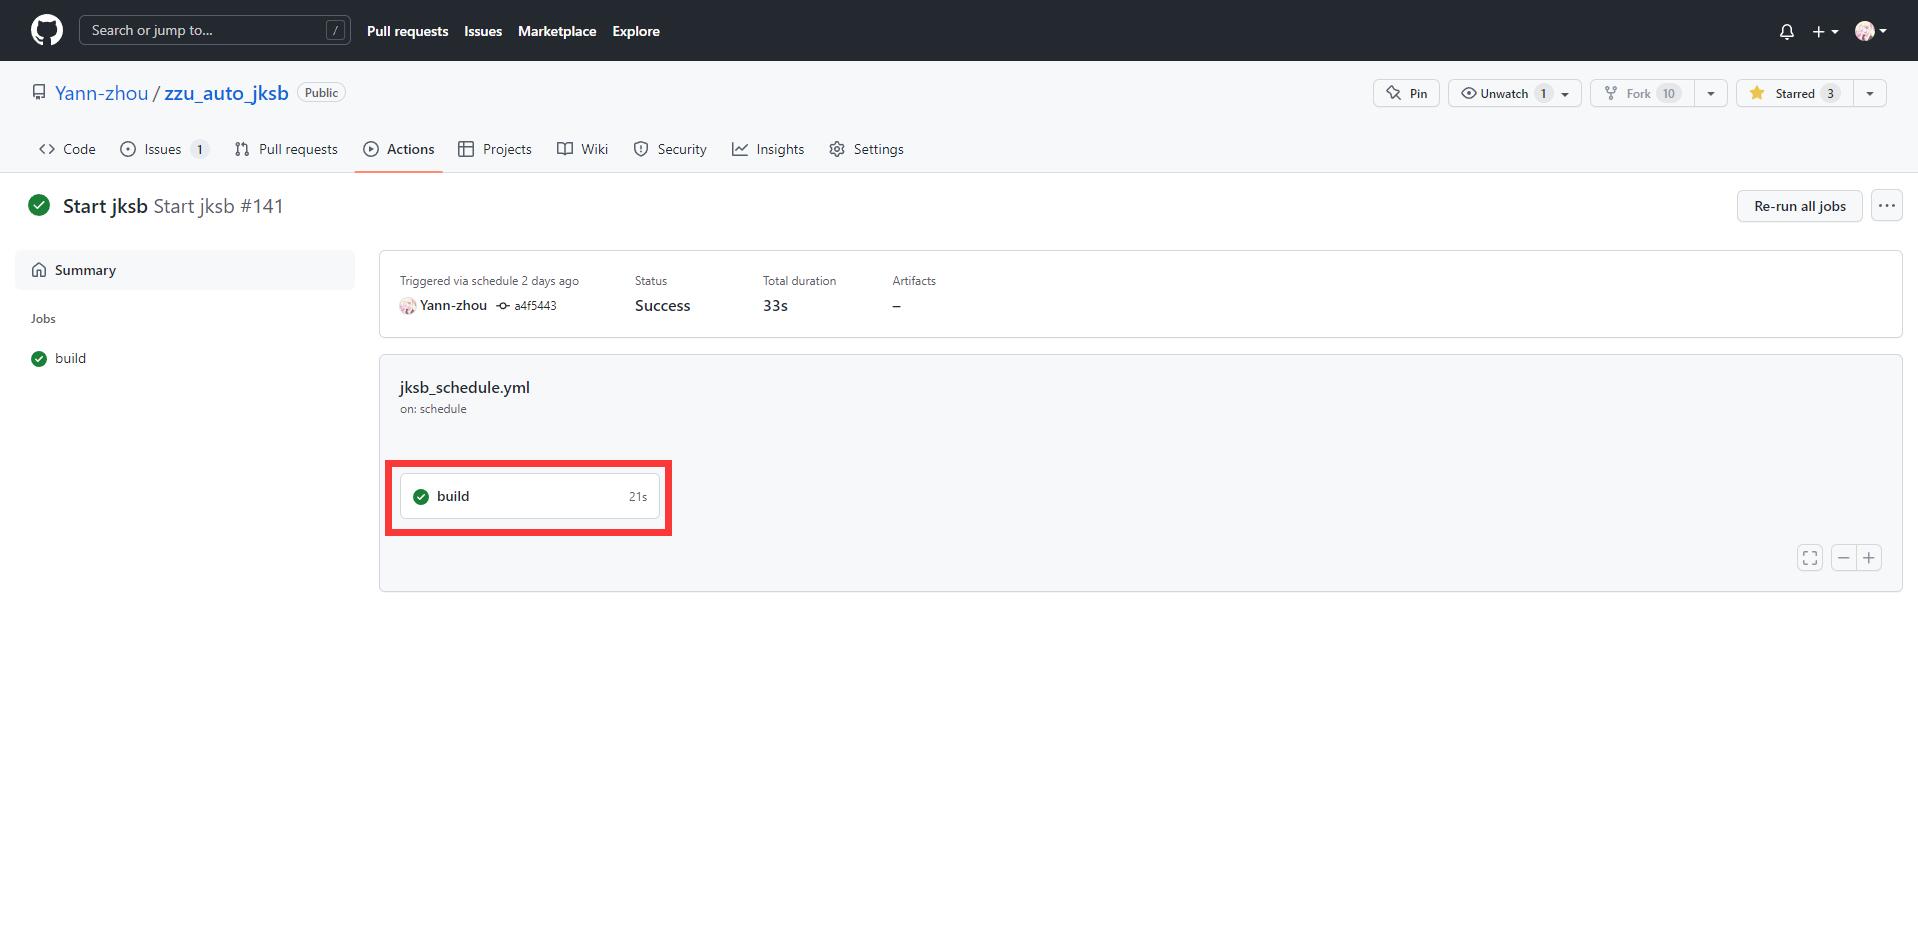 Search or jump to... /
Pull requests Issues Marketplace Explore
Yann-zhou / zzu_auto_jksb Public
Pin Unwatch 1 Fork 10 Starred 3
Code Issues 1 Pull requests Actions Projects Wiki Security Insights Settings
Start jksb Start jksb #141
Re-run all jobs ...
Summary
Jobs
build
Triggered via schedule 2 days ago Status Total duration Artifacts
Yann-zhou a4f5443 Success 33s –
jksb_schedule.yml
on: schedule
build 21s